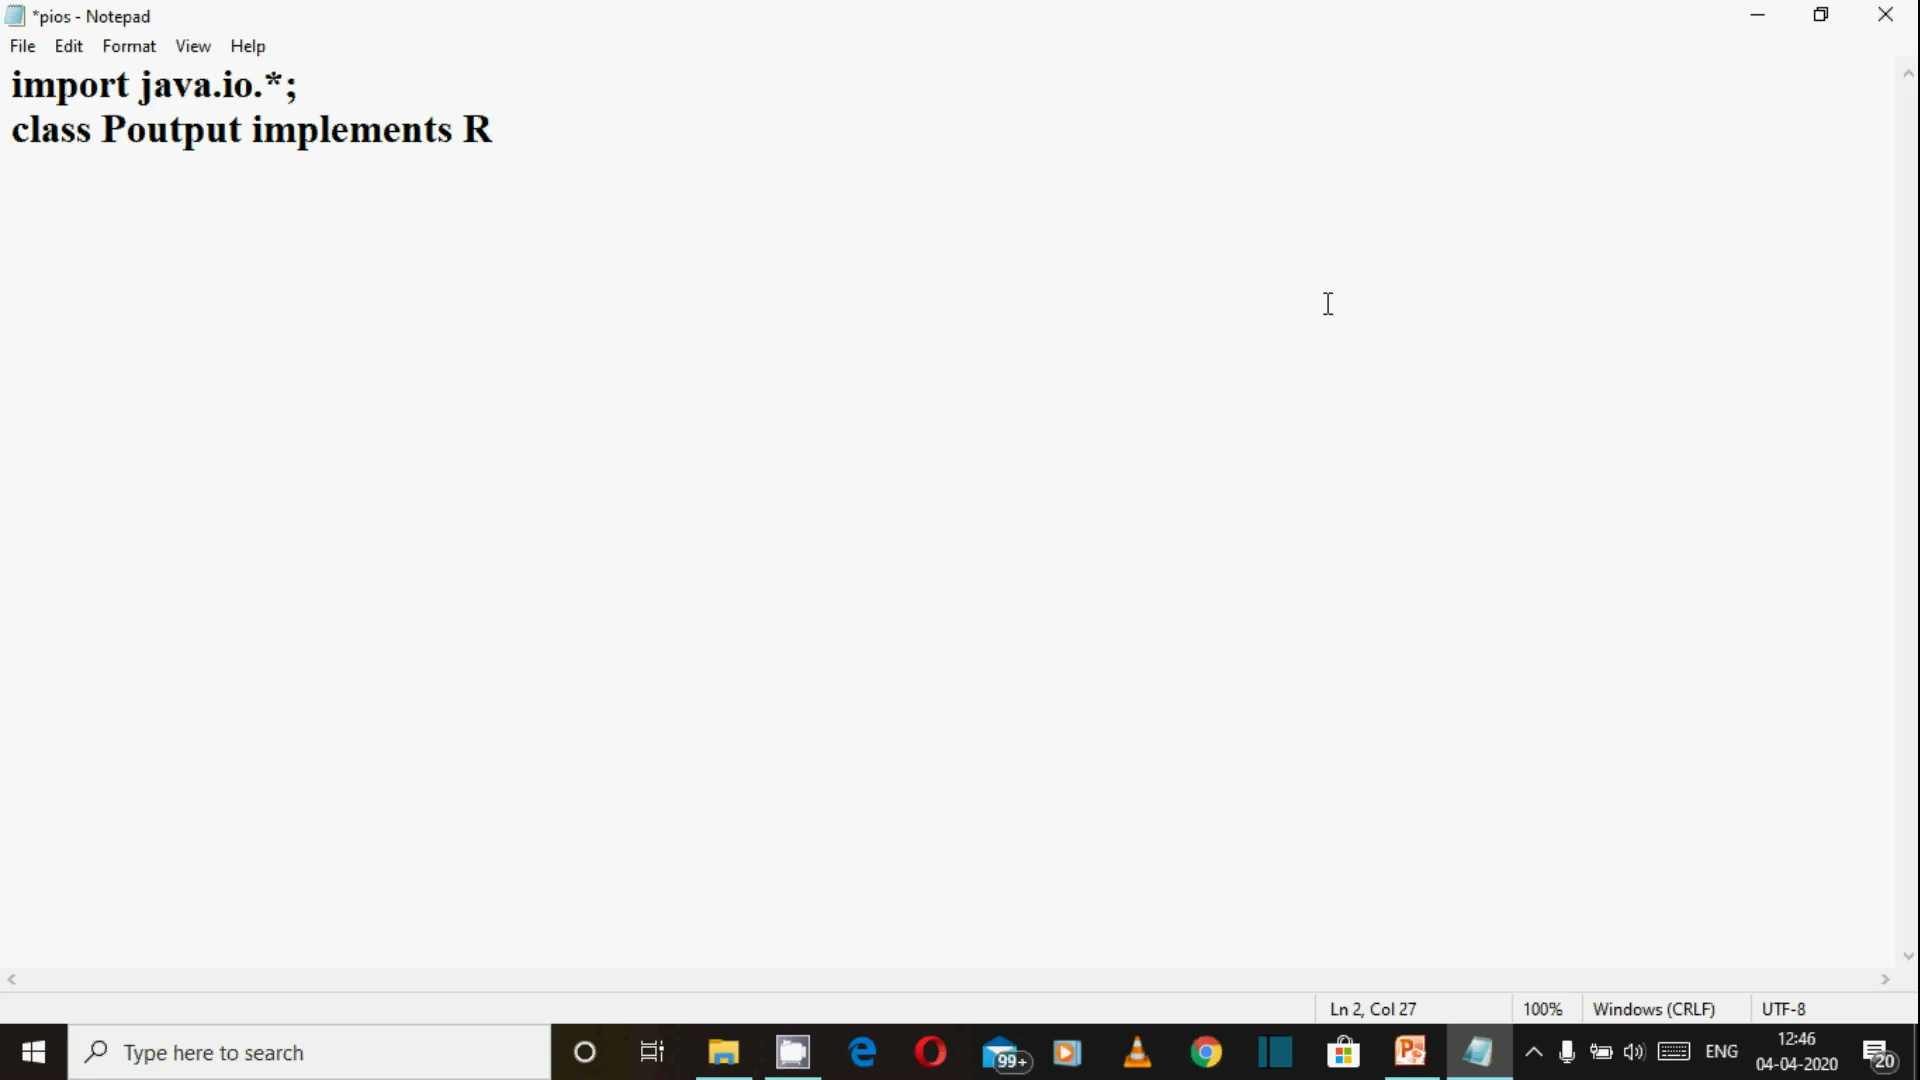 *pios - Notepad
File Edit Format View Help
import java.io.*;
class Poutput implements R
Ln 2, Col 27 100% Windows (CRLF) UTF-8
Type here to search
99+
ENG
12:46
04-04-2020
20